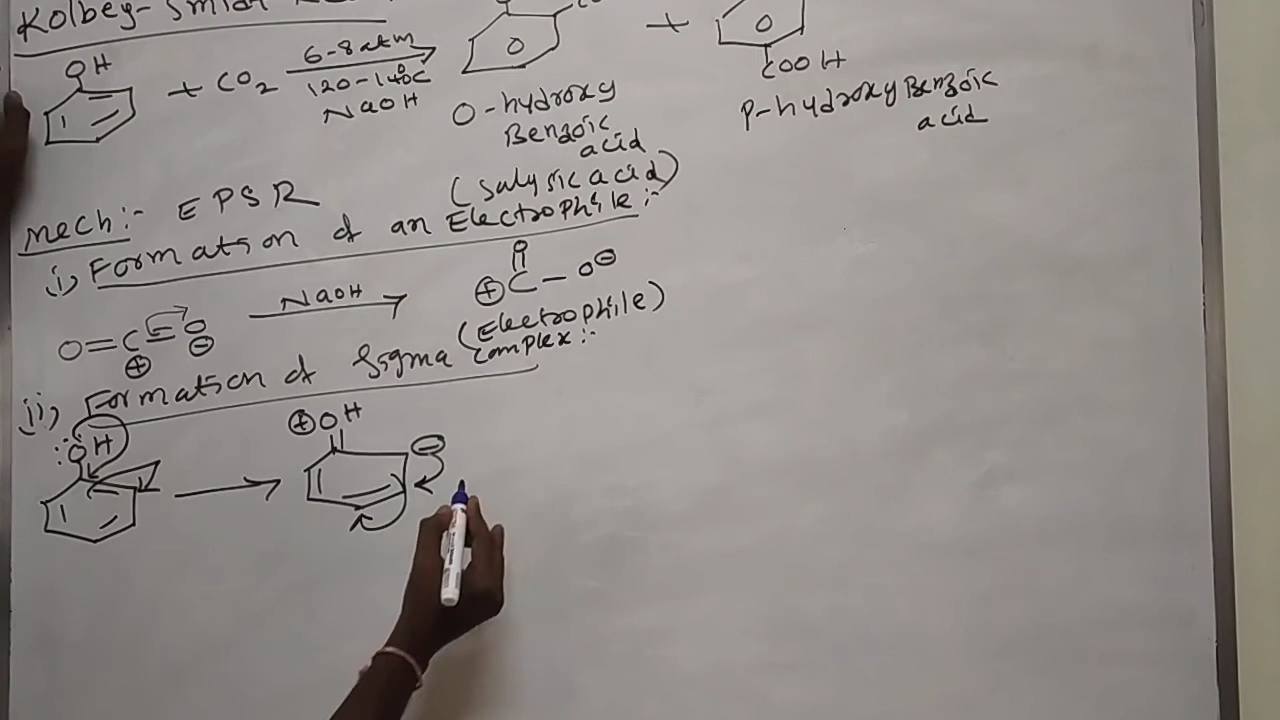 Kolbey-Smidt
OH + CO2 6-8 atm + COOH
120-140°C
NaOH
O-hydroxy Benzoic acid
P-hydroxy Benzoic acid
(Salysic acid)
mech:- EPSR
i) Formation of an Electrophile:-
O=C=O NaOH ⊕C-O⊖
⊕ ⊖ O
(Electrophile)
ii) Formation of Sigma complex:-
:OH ⊕OH ⊖